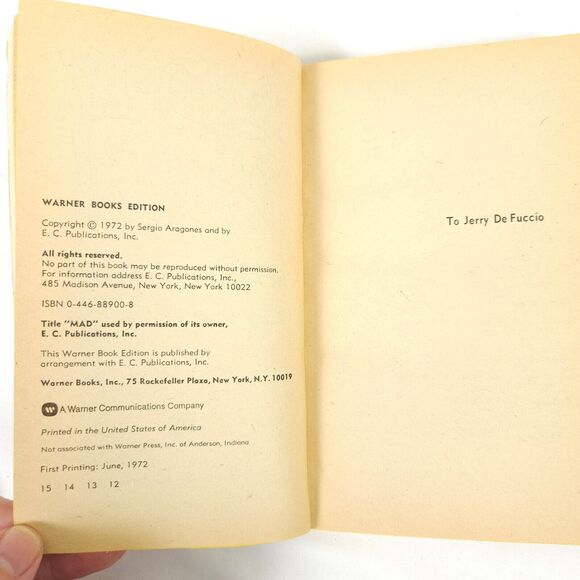 WARNER BOOKS EDITION
Copyright © 1972 by Sergio Aragones and by
E. C. Publications, Inc.
All rights reserved.
No part of this book may be reproduced without permission.
For information address E. C. Publications, Inc.,
485 Madison Avenue, New York, New York 10022
ISBN 0-446-88900-8
Title "MAD" used by permission of its owner,
E. C. Publications, Inc.
This Warner Book Edition is published by
arrangement with E. C. Publications, Inc.
Warner Books, Inc., 75 Rockefeller Plaza, New York, N.Y. 10019
A Warner Communications Company
Printed in the United States of America
Not associated with Warner Press, Inc. of Anderson, Indiana
First Printing: June, 1972
15 14 13 12
To Jerry De Fuccio